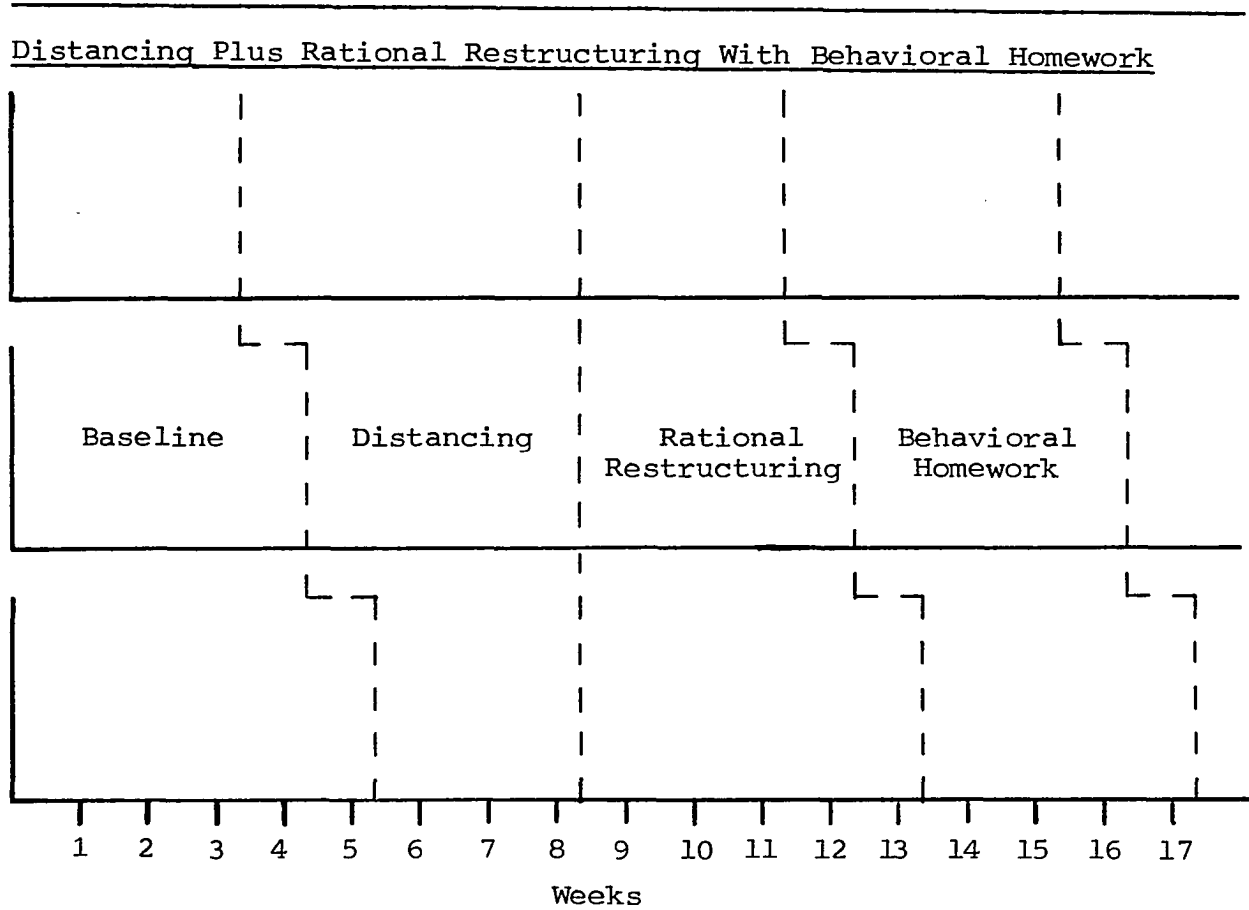 Distancing Plus Rational Restructuring With Behavioral Homework
Baseline
Distancing
Rational
Restructuring
Behavioral
Homework
1 2 3 4 5 6 7 8 9 10 11 12 13 14 15 16 17
Weeks